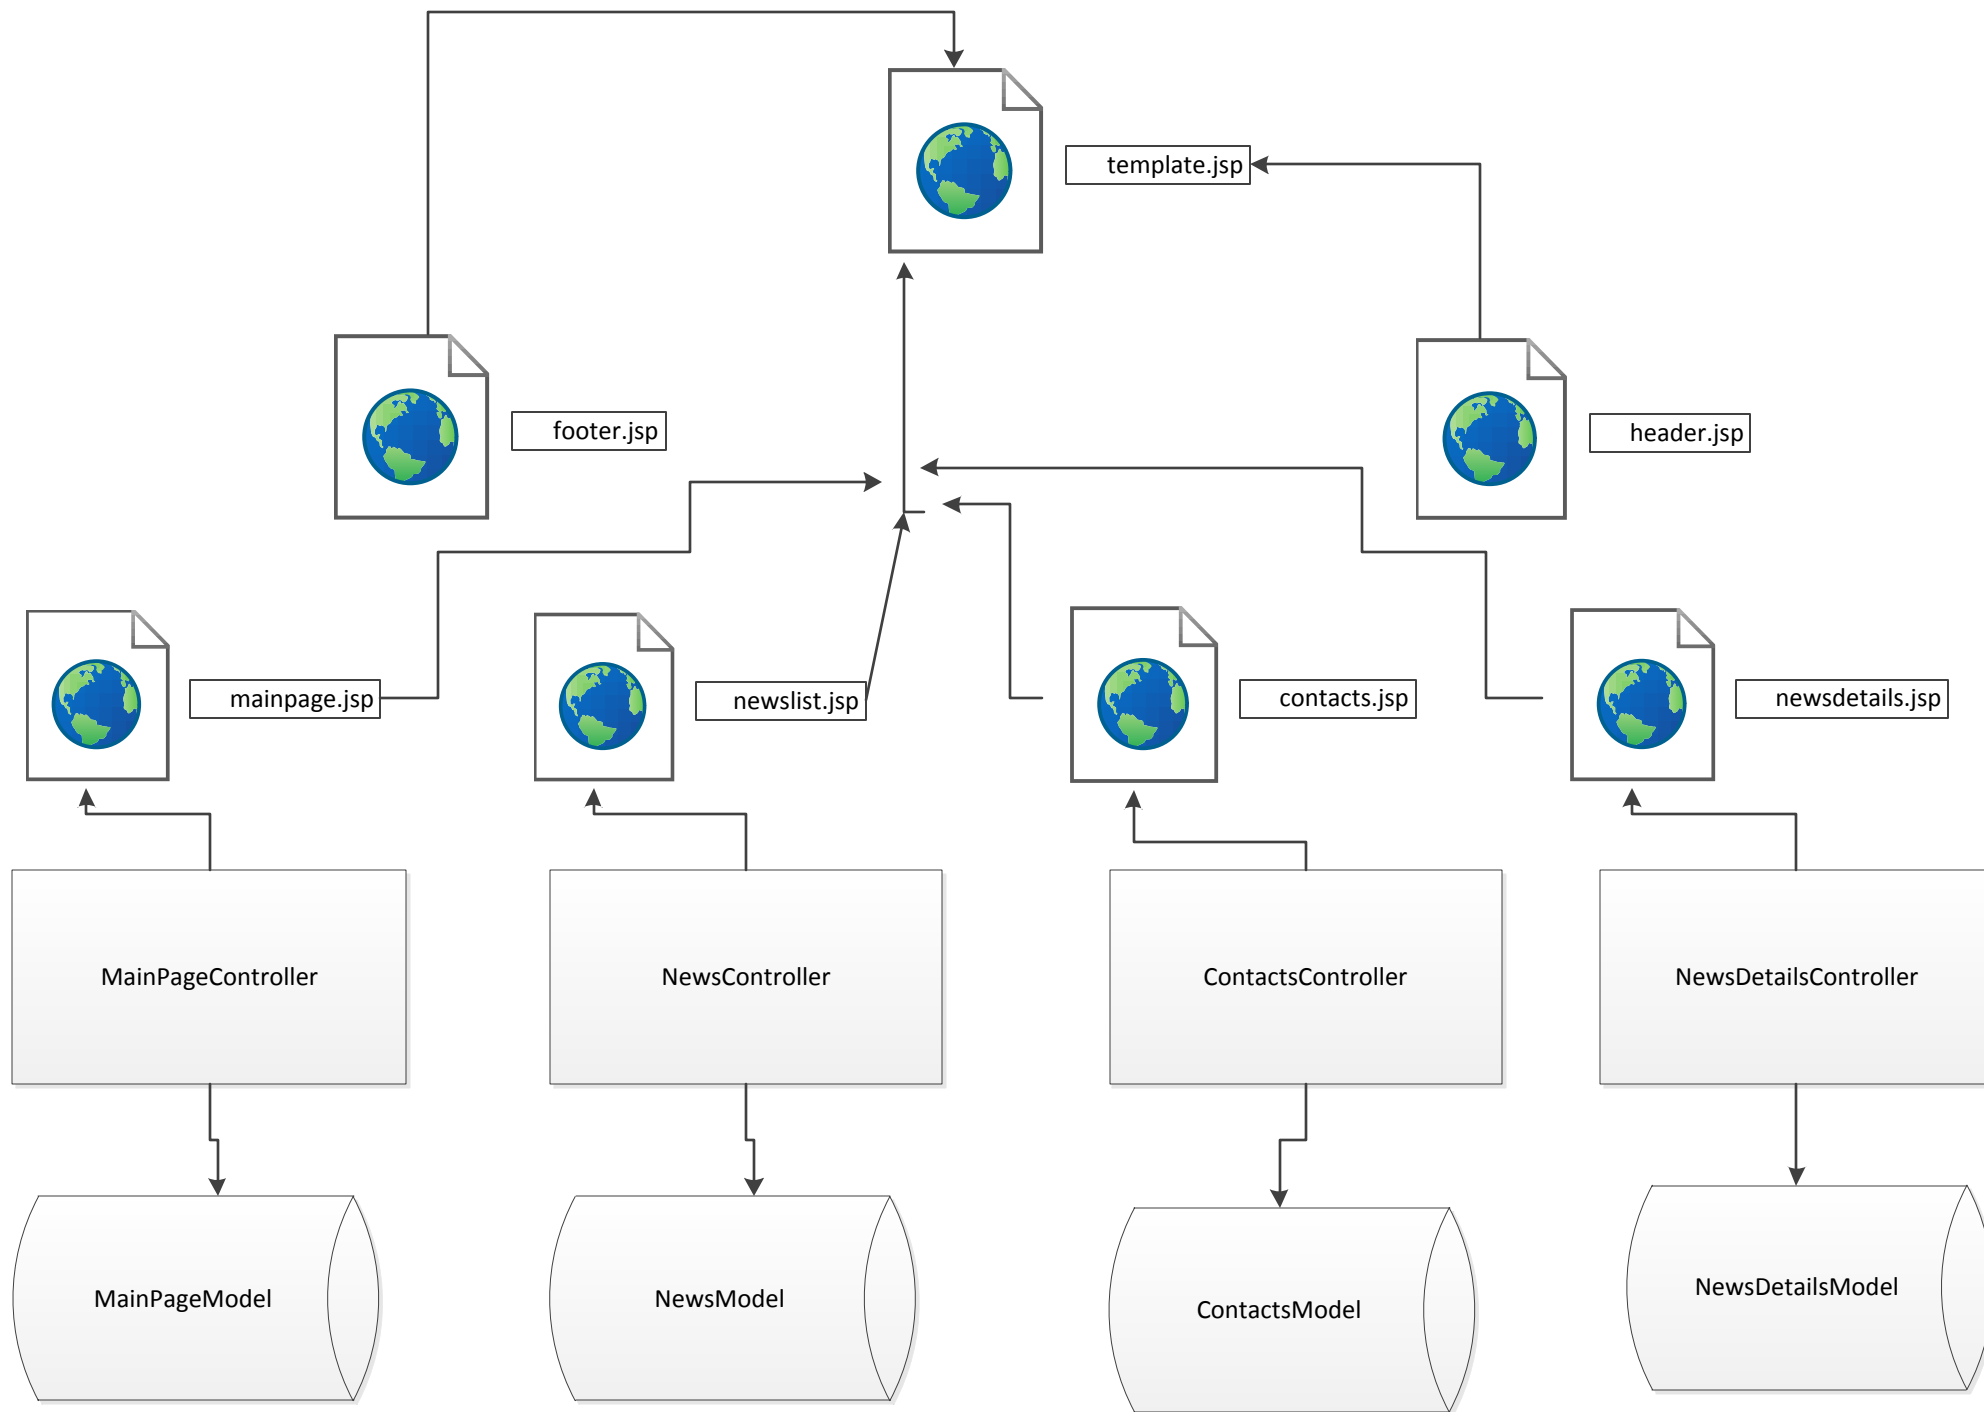 template.jsp
footer.jsp
header.jsp
mainpage.jsp
newslist.jsp
contacts.jsp
newsdetails.jsp
MainPageController
NewsController
ContactsController
NewsDetailsController
MainPageModel
NewsModel
ContactsModel
NewsDetailsModel